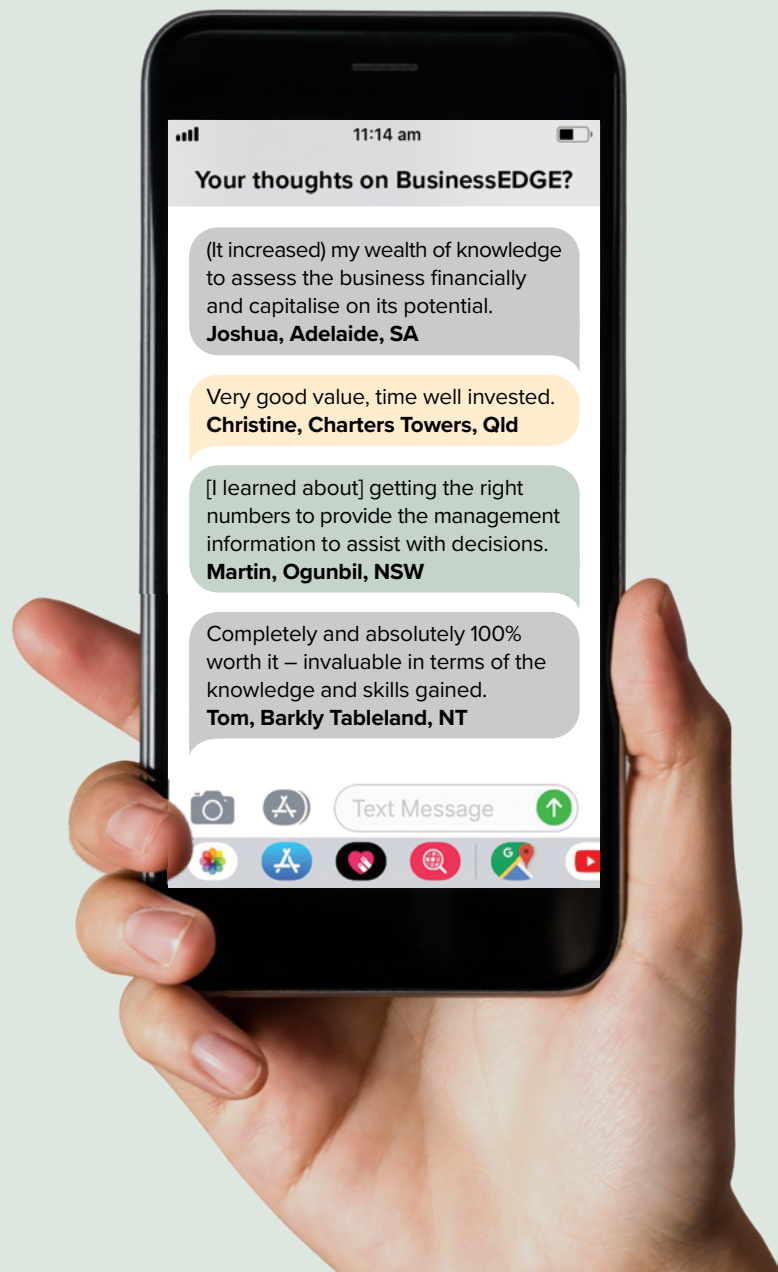 11:14 am
Your thoughts on BusinessEDGE?
(It increased) my wealth of knowledge
to assess the business financially
and capitalise on its potential.
Joshua, Adelaide, SA
Very good value, time well invested.
Christine, Charters Towers, Qld
[I learned about] getting the right
numbers to provide the management
information to assist with decisions.
Martin, Ogunbil, NSW
Completely and absolutely 100%
worth it – invaluable in terms of the
knowledge and skills gained.
Tom, Barkly Tableland, NT
Text Message
G